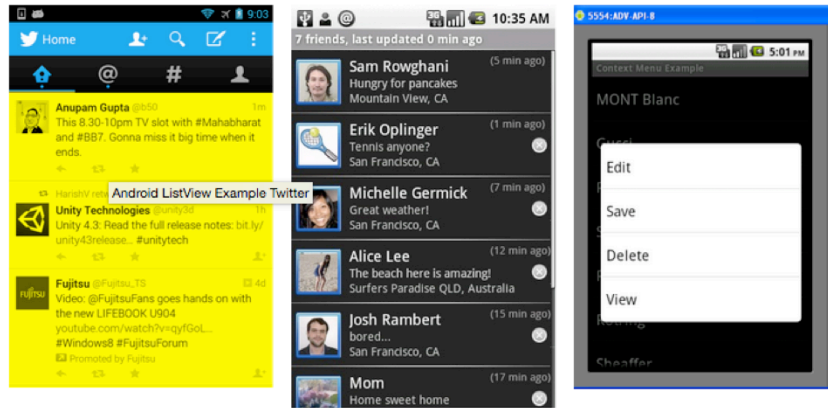 9:03
Home
@
#
Anupam Gupta @b50 1m
This 8.30-10pm TV slot with #Mahabharat
and #BB7. Gonna miss it big time when it
ends.
HarishV retw
Android ListView Example Twitter
Unity Technologies @unity3d 1h
Unity 4.3: Read the full release notes: bit.ly/
unity43release... #unitytech
FUJITSU
Fujitsu @Fujitsu_TS 4d
Video: @FujitsuFans goes hands on with
the new LIFEBOOK U904
youtube.com/watch?v=qyfGoL...
#Windows8 #FujitsuForum
Promoted by Fujitsu
@ 3G 10:35 AM
7 friends, last updated 0 min ago
Sam Rowghani (5 min ago)
Hungry for pancakes
Mountain View, CA
Erik Oplinger (1 min ago)
Tennis anyone?
San Francisco, CA
Michelle Germick (7 min ago)
Great weather!
San Francisco, CA
Alice Lee (12 min ago)
The beach here is amazing!
Surfers Paradise QLD, Australia
Josh Rambert (15 min ago)
bored...
San Francisco, CA
Mom (17 min ago)
Home sweet home
5554:ADV-API-8
3G 5:01 PM
Context Menu Example
MONT Blanc
Gucci
Edit
Save
Delete
View
Rotring
Sheaffer